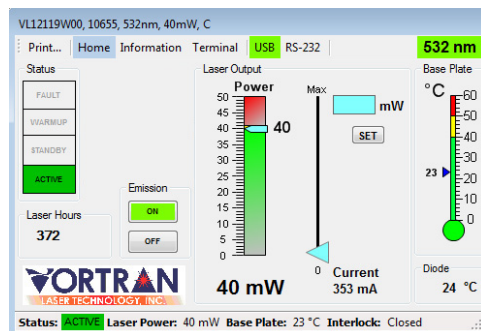 VL12119W00, 10655, 532nm, 40mW, C
Print... Home Information Terminal USB RS-232 532 nm
Status
FAULT
WARMUP
STANDBY
ACTIVE
Laser Hours
372
Emission
ON
OFF
VORTRAN
LASER TECHNOLOGY, INC.
Laser Output
Power
50
45
40
35
30
25
20
15
10
5
0
40
40 mW
Max
0
mW
SET
Current
353 mA
Base Plate
°C
60
50
40
30
20
10
0
23
Diode
24 °C
Status: ACTIVE Laser Power: 40 mW Base Plate: 23 °C Interlock: Closed